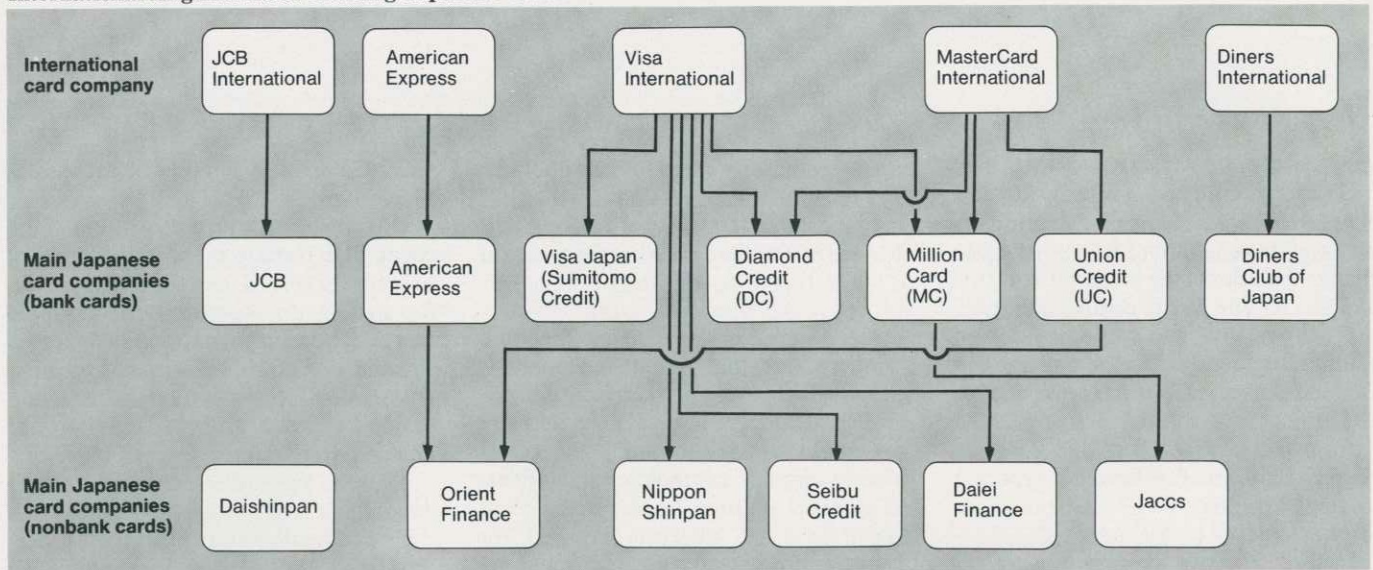 International
card company
JCB
International
American
Express
Visa
International
MasterCard
International
Diners
International
Main Japanese
card companies
(bank cards)
JCB
American
Express
Visa Japan
(Sumitomo
Credit)
Diamond
Credit
(DC)
Million
Card
(MC)
Union
Credit
(UC)
Diners
Club of
Japan
Main Japanese
card companies
(nonbank cards)
Daishinpan
Orient
Finance
Nippon
Shinpan
Seibu
Credit
Daiei
Finance
Jaccs